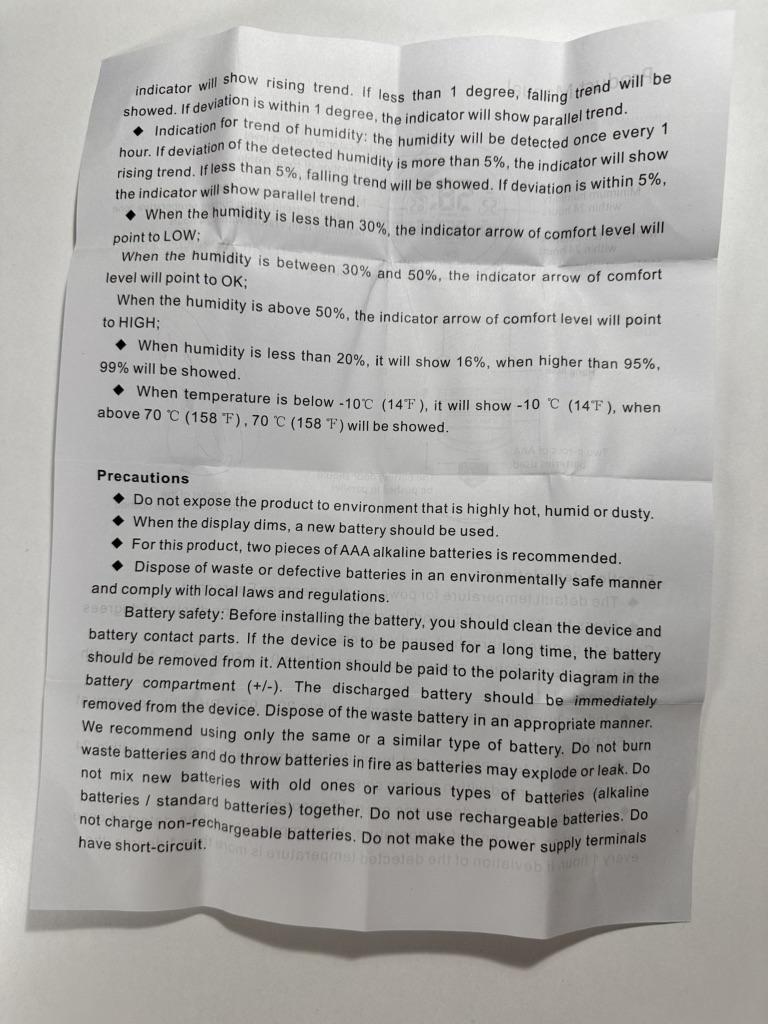 indicator will show rising trend. If less than 1 degree, falling trend will be
showed. If deviation is within 1 degree, the indicator will show parallel trend.
◆ Indication for trend of humidity: the humidity will be detected once every 1
hour. If deviation of the detected humidity is more than 5%, the indicator will show
rising trend. If less than 5%, falling trend will be showed. If deviation is within 5%,
the indicator will show parallel trend.
◆ When the humidity is less than 30%, the indicator arrow of comfort level will
point to LOW;
When the humidity is between 30% and 50%, the indicator arrow of comfort
level will point to OK;
When the humidity is above 50%, the indicator arrow of comfort level will point
to HIGH;
◆ When humidity is less than 20%, it will show 16%, when higher than 95%,
99% will be showed.
◆ When temperature is below -10℃ (14℉), it will show -10 ℃ (14℉), when
above 70 ℃ (158 ℉), 70 ℃ (158 ℉) will be showed.
Precautions
◆ Do not expose the product to environment that is highly hot, humid or dusty.
◆ When the display dims, a new battery should be used.
◆ For this product, two pieces of AAA alkaline batteries is recommended.
◆ Dispose of waste or defective batteries in an environmentally safe manner
and comply with local laws and regulations.
Battery safety: Before installing the battery, you should clean the device and
battery contact parts. If the device is to be paused for a long time, the battery
should be removed from it. Attention should be paid to the polarity diagram in the
battery compartment (+/-). The discharged battery should be immediately
removed from the device. Dispose of the waste battery in an appropriate manner.
We recommend using only the same or a similar type of battery. Do not burn
waste batteries and do throw batteries in fire as batteries may explode or leak. Do
not mix new batteries with old ones or various types of batteries (alkaline
batteries / standard batteries) together. Do not use rechargeable batteries. Do
not charge non-rechargeable batteries. Do not make the power supply terminals
have short-circuit.